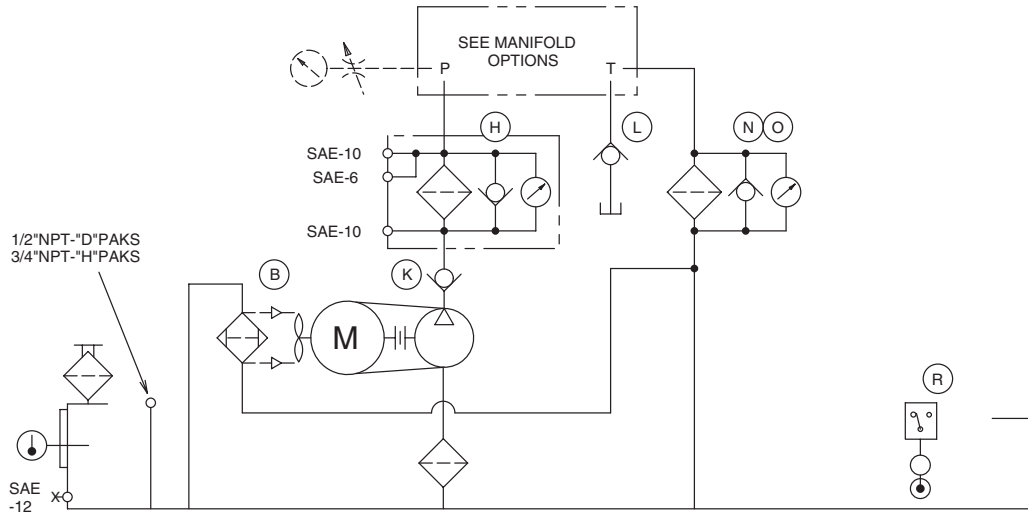 SEE MANIFOLD
OPTIONS
P
T
H
L
N
O
SAE-10
SAE-6
SAE-10
1/2"NPT-"D"PAKS
3/4"NPT-"H"PAKS
B
K
M
R
SAE
-12
X